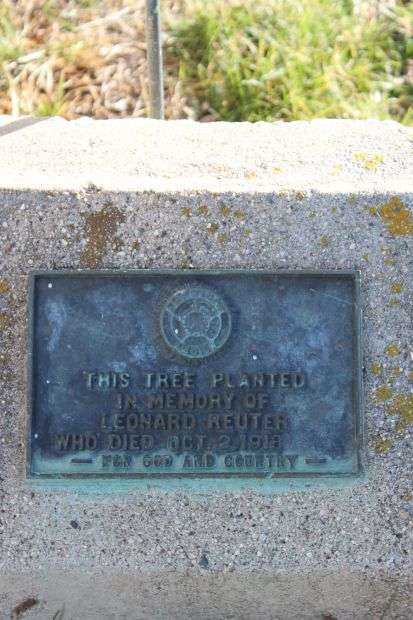 THIS TREE PLANTED
IN MEMORY OF
LEONARD REUTER
WHO DIED OCT. 2, 1918
— FOR GOD AND COUNTRY —